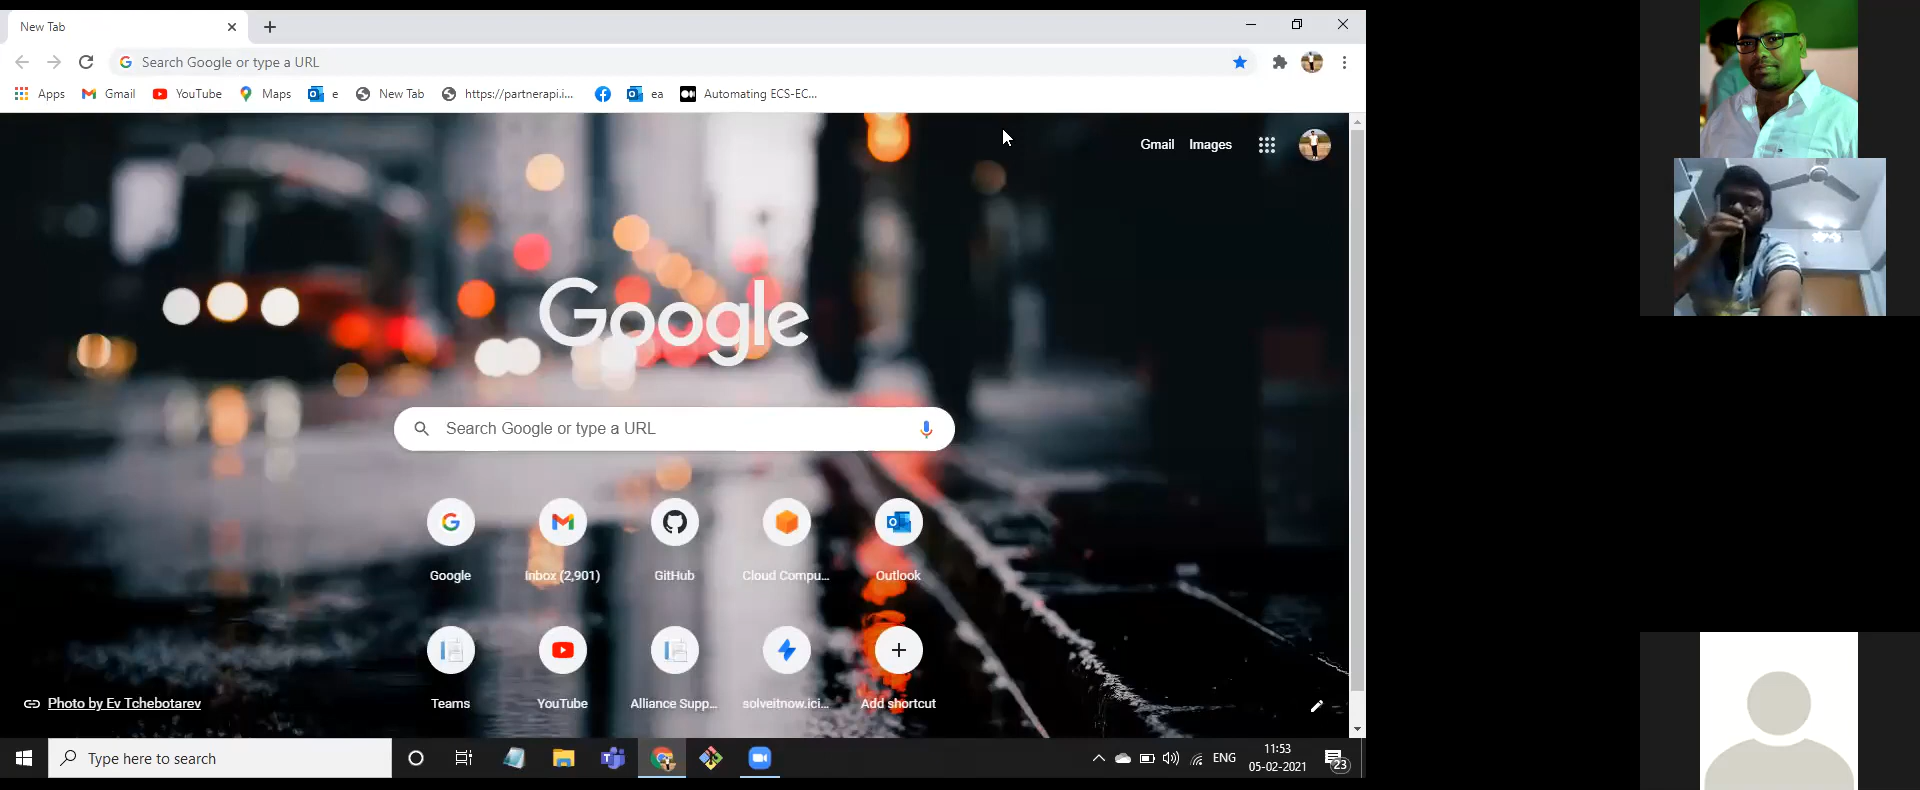 New Tab
Search Google or type a URL
Apps Gmail YouTube Maps e New Tab https://partnerapi.i... ea Automating ECS-EC...
Gmail Images
Google
Search Google or type a URL
Google Inbox (2,901) GitHub Cloud Compu... Outlook
Teams YouTube Alliance Supp... solveitnow.ici... Add shortcut
Photo by Ev Tchebotarev
Type here to search
ENG
11:53
05-02-2021
23